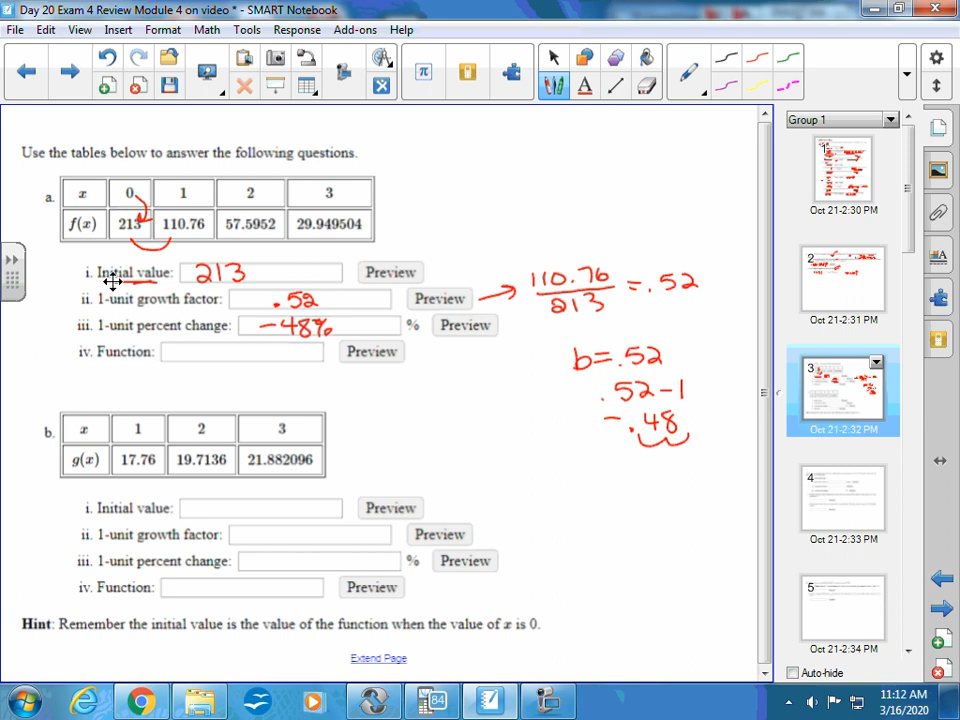 Day 20 Exam 4 Review Module 4 on video * - SMART Notebook
File Edit View Insert Format Math Tools Response Add-ons Help
Group 1
Use the tables below to answer the following questions.
a.
x 0 1 2 3
f(x) 213 110.76 57.5952 29.949504
i. Initial value: 213 Preview
ii. 1-unit growth factor: .52 Preview
iii. 1-unit percent change: -48% % Preview
iv. Function: Preview
110.76
213
= .52
b = .52
.52 - 1
- .48
b.
x 1 2 3
g(x) 17.76 19.7136 21.882096
i. Initial value: Preview
ii. 1-unit growth factor: Preview
iii. 1-unit percent change: % Preview
iv. Function: Preview
Hint: Remember the initial value is the value of the function when the value of x is 0.
Extend Page
1
Oct 21-2:30 PM
2
Oct 21-2:31 PM
3
Oct 21-2:32 PM
4
Oct 21-2:33 PM
5
Oct 21-2:34 PM
Auto-hide
84
11:12 AM
3/16/2020